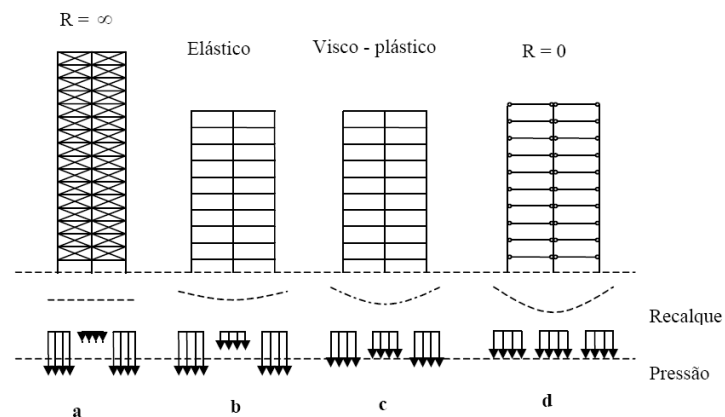 R = ∞
Elástico
Visco - plástico
R = 0
Recalque
Pressão
a
b
c
d